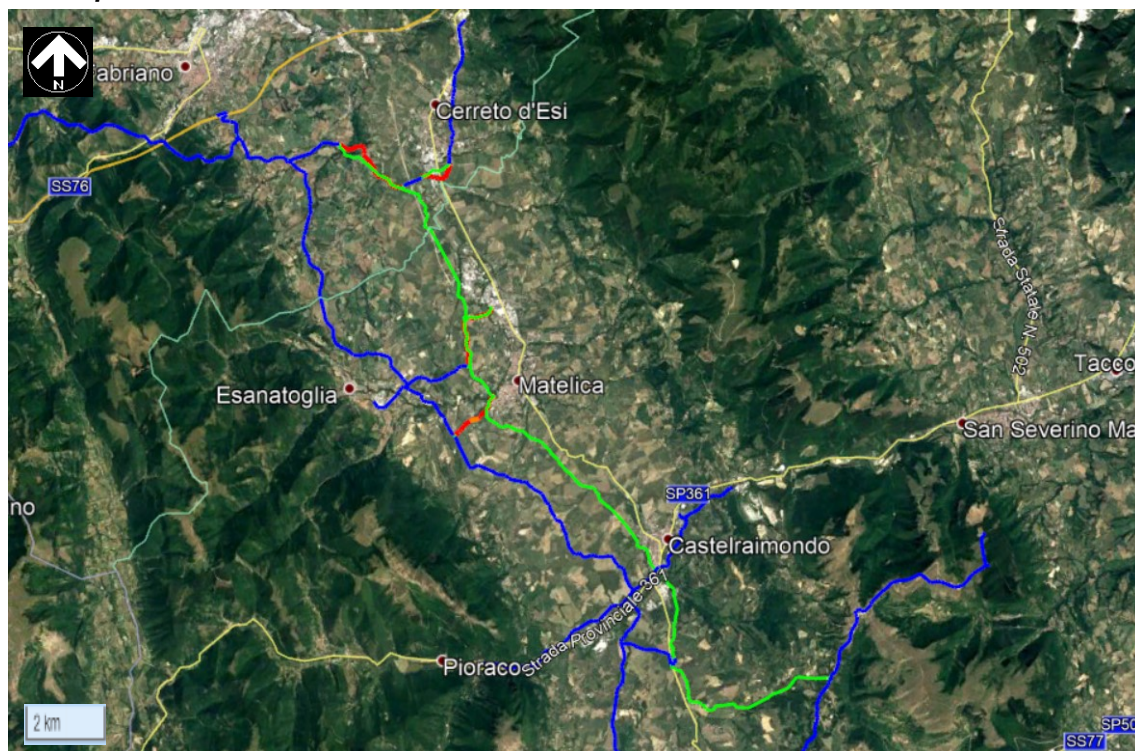 N
abriano
Cerreto d'Esi
SS76
Strada Statale N. 502
Tacco
Esanatoglia
Matelica
San Severino Ma
SP361
no
Castelraimondo
Strada Provinciale 361
Pioraco
2 km
SP50
SS77